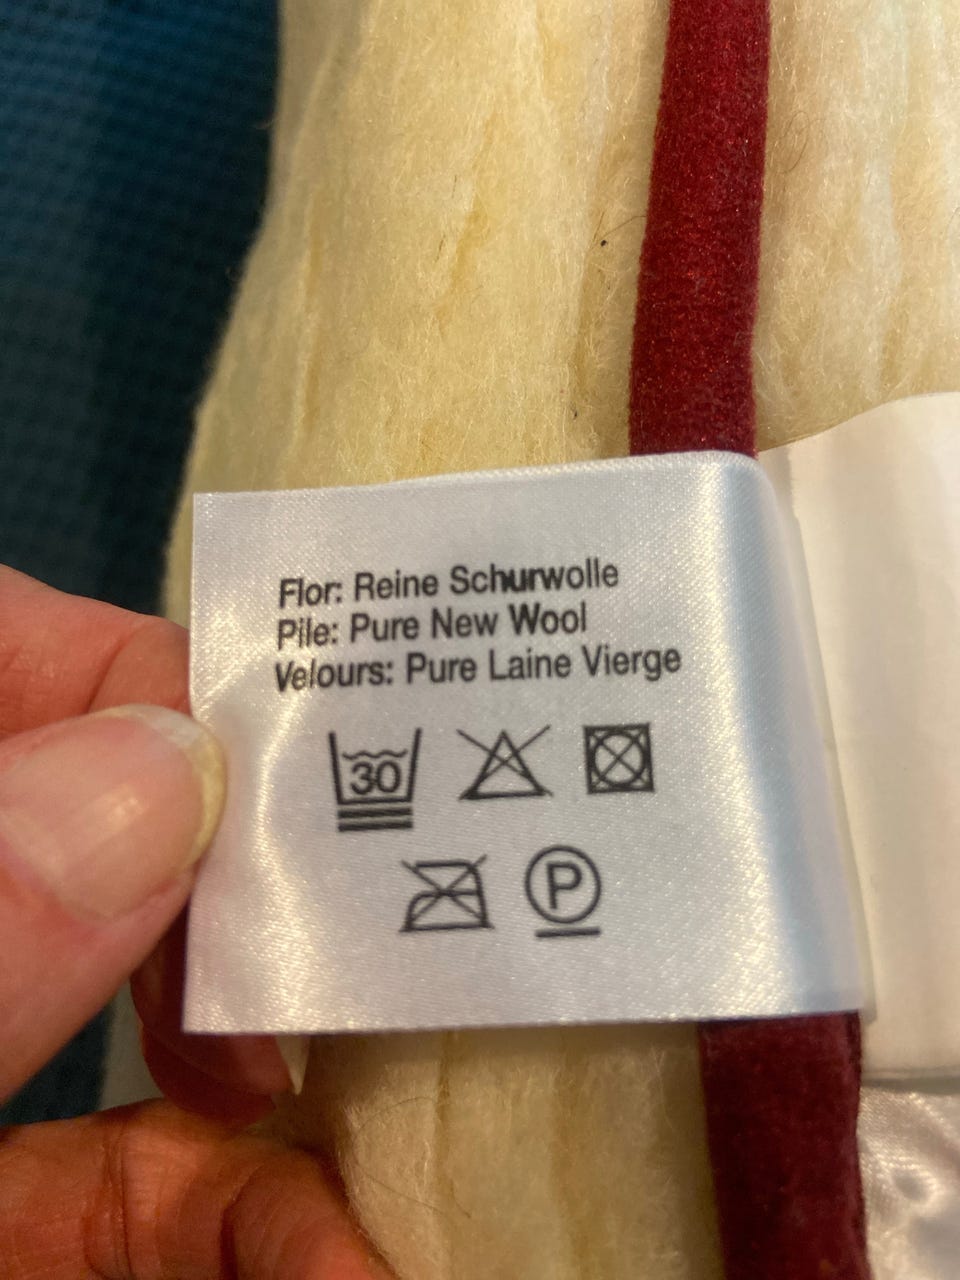 Flor: Reine Schurwolle
Pile: Pure New Wool
Velours: Pure Laine Vierge
30
P